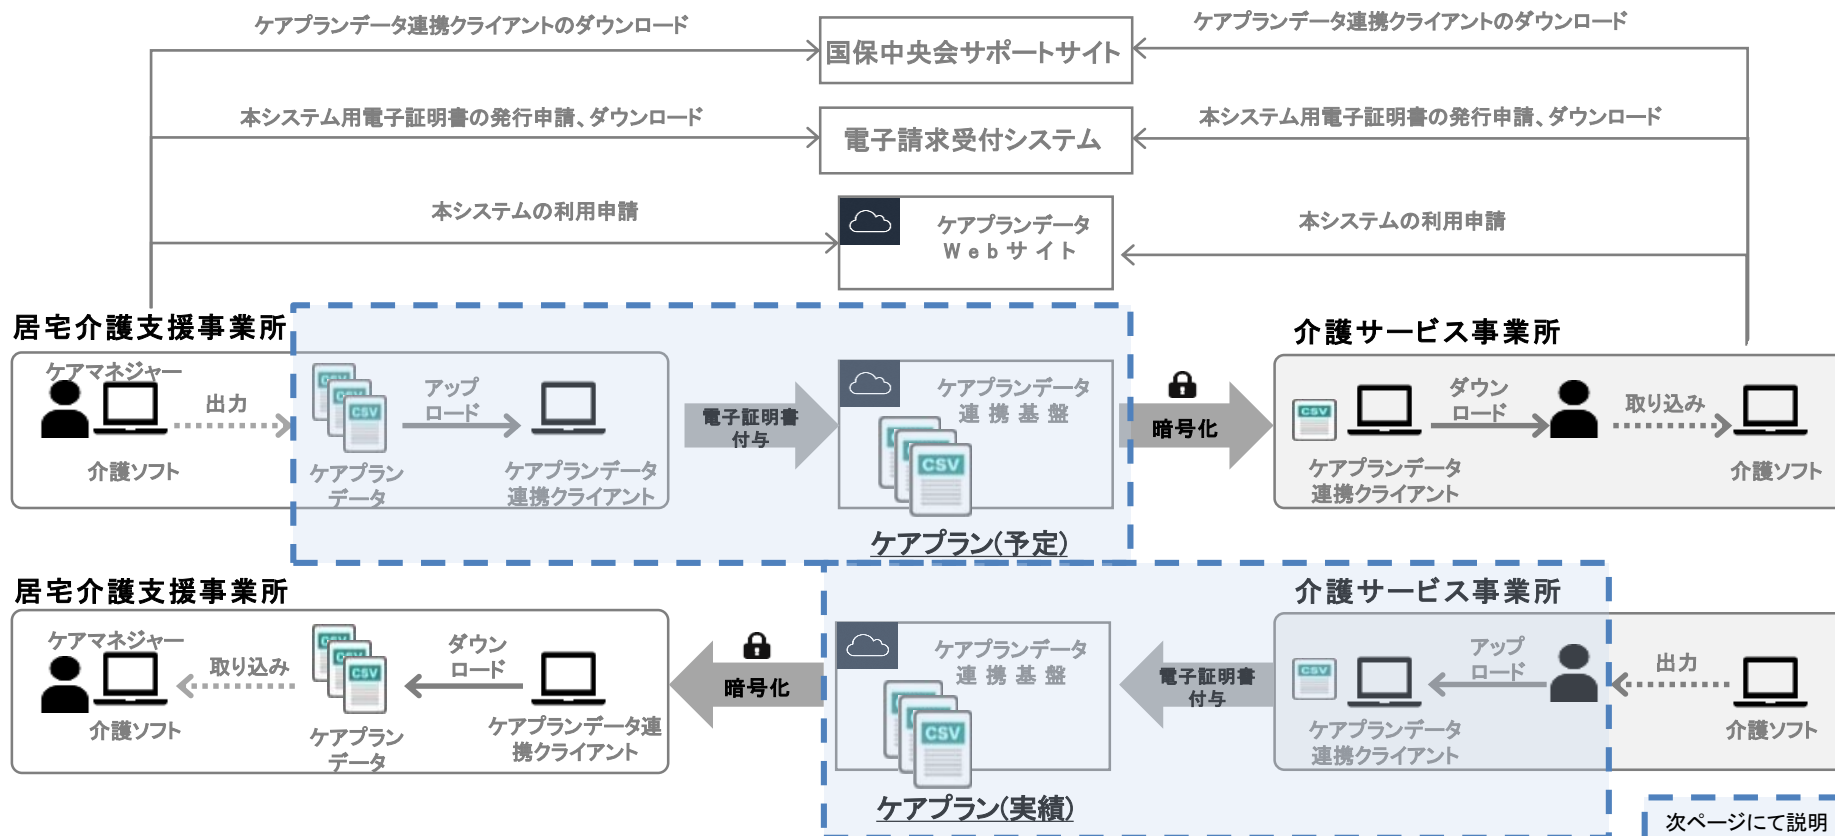 ケアプランデータ連携クライアントのダウンロード
国保中央会サポートサイト
ケアプランデータ連携クライアントのダウンロード
本システム用電子証明書の発行申請、ダウンロード
電子請求受付システム
本システム用電子証明書の発行申請、ダウンロード
本システムの利用申請
ケアプランデータ
Webサイト
本システムの利用申請
居宅介護支援事業所
ケアマネジャー
出力
介護ソフト
CSV
ケアプラン
データ
アップ
ロード
ケアプランデータ
連携クライアント
電子証明書
付与
ケアプランデータ
連携基盤
CSV
ケアプラン(予定)
暗号化
介護サービス事業所
CSV
ケアプランデータ
連携クライアント
ダウン
ロード
取り込み
介護ソフト
居宅介護支援事業所
ケアマネジャー
取り込み
介護ソフト
CSV
ケアプラン
データ
ダウン
ロード
ケアプランデータ連
携クライアント
暗号化
ケアプランデータ
連携基盤
CSV
ケアプラン(実績)
電子証明書
付与
介護サービス事業所
CSV
アップ
ロード
ケアプランデータ
連携クライアント
出力
介護ソフト
次ページにて説明